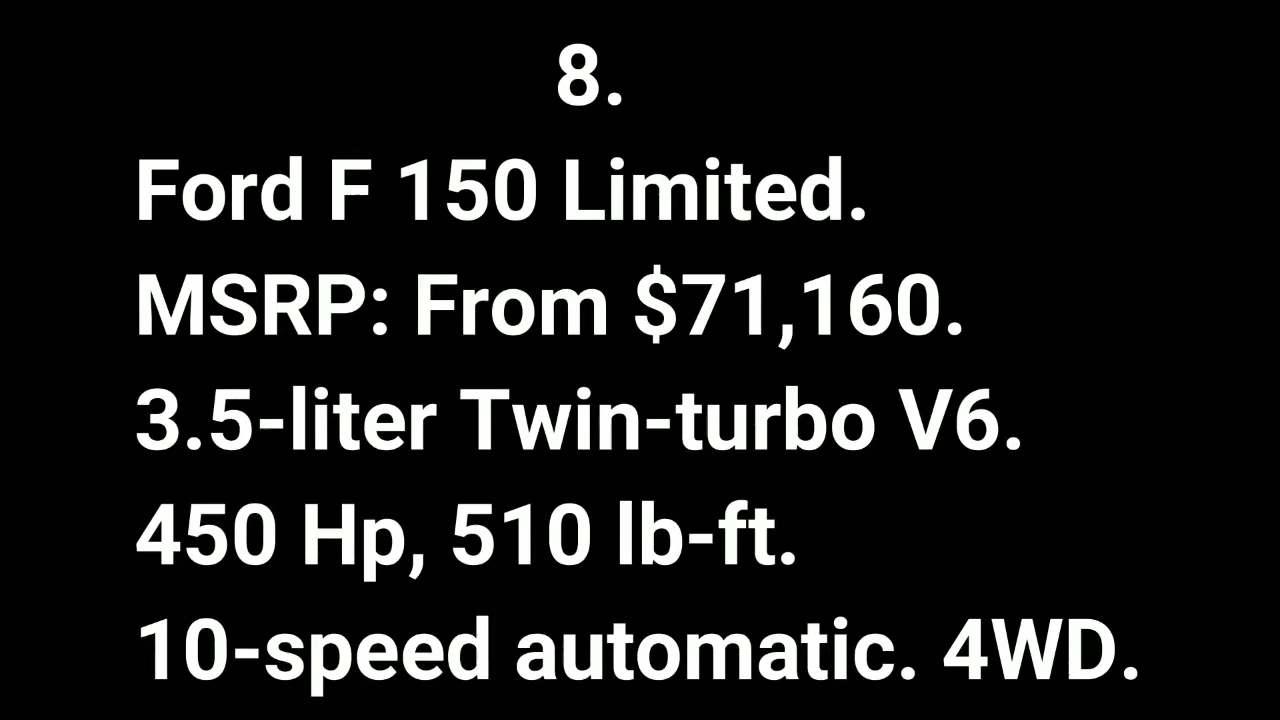 8.
Ford F 150 Limited.
MSRP: From $71,160.
3.5-liter Twin-turbo V6.
450 Hp, 510 lb-ft.
10-speed automatic. 4WD.